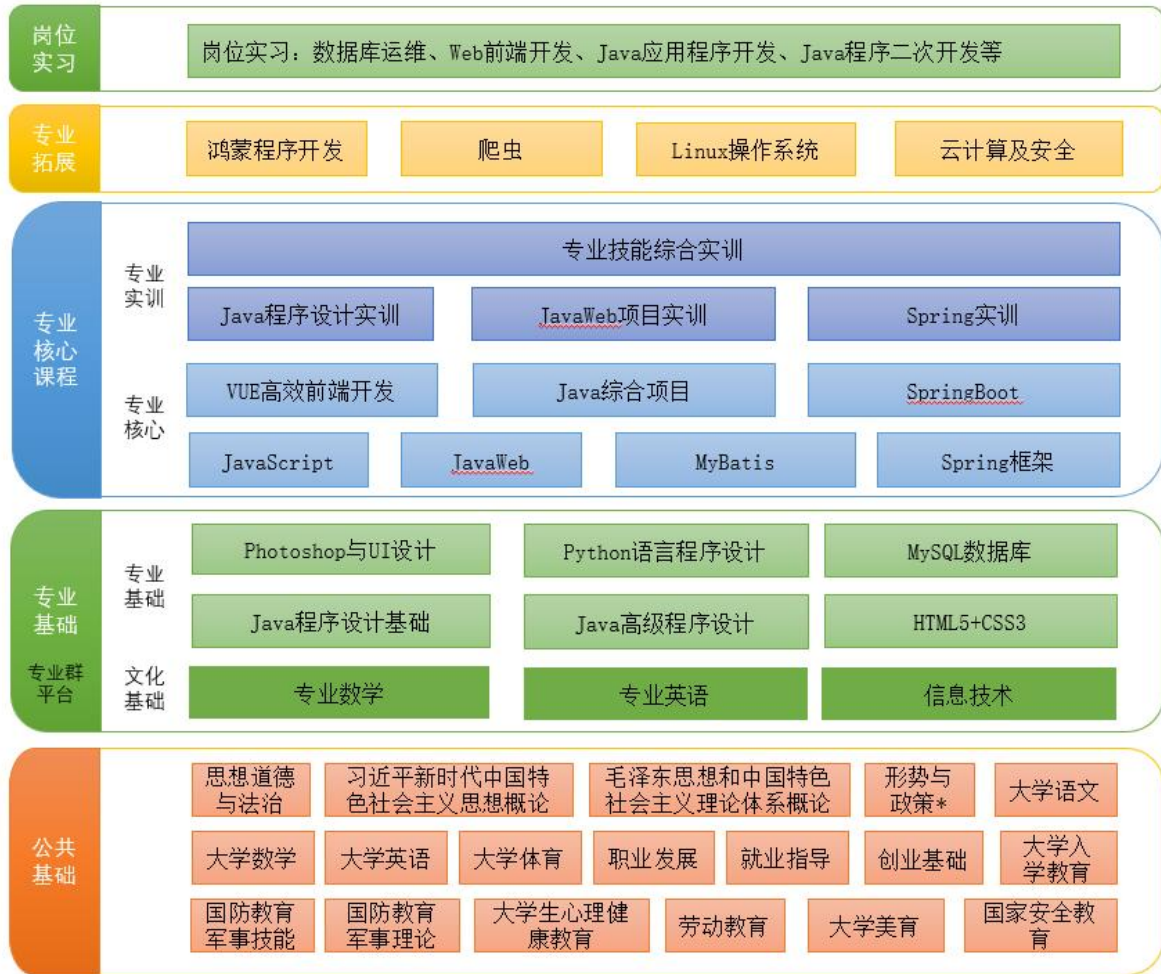 岗位
实习
岗位实习：数据库运维、Web前端开发、Java应用程序开发、Java程序二次开发等
专业
拓展
鸿蒙程序开发
爬虫
Linux操作系统
云计算及安全
专业
核心
课程
专业
实训
专业技能综合实训
Java程序设计实训
JavaWeb项目实训
Spring实训
专业
核心
VUE高效前端开发
Java综合项目
SpringBoot
JavaScript
JavaWeb
MyBatis
Spring框架
专业
基础
专业群
平台
专业
基础
Photoshop与UI设计
Python语言程序设计
MySQL数据库
Java程序设计基础
Java高级程序设计
HTML5+CSS3
文化
基础
专业数学
专业英语
信息技术
公共
基础
思想道德
与法治
习近平新时代中国特
色社会主义思想概论
毛泽东思想和中国特色
社会主义理论体系概论
形势与
政策*
大学语文
大学数学
大学英语
大学体育
职业发展
就业指导
创业基础
大学入
学教育
国防教育
军事技能
国防教育
军事理论
大学生心理健
康教育
劳动教育
大学美育
国家安全教
育